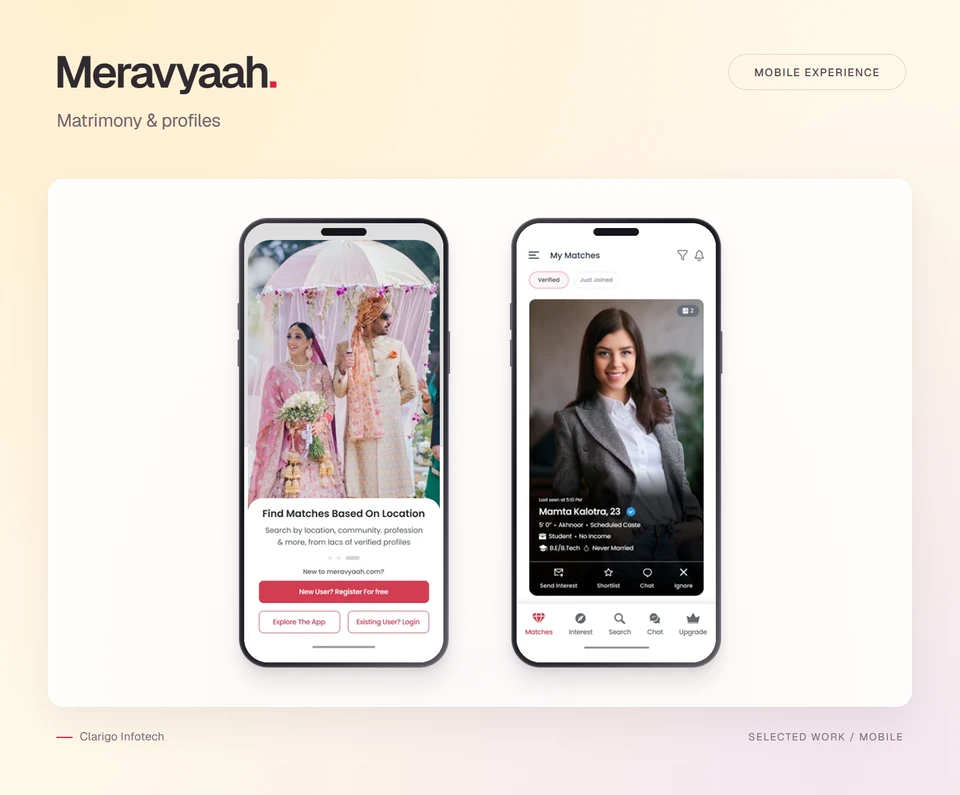 Meravyaah.
MOBILE EXPERIENCE
Matrimony & profiles
Find Matches Based On Location
Search by location, community. profession
& more, from lacs of verified profiles
New to meravyaah.com?
New User? Register For free
Explore The App
Existing User? Login
My Matches
Verified
Just Joined
2
Last seen at 5:10 PM
Mamta Kalotra, 23
5' 0" • Akhnoor • Scheduled Caste
Student • No Income
B.E/B.Tech Never Married
Send Interest
Shortlist
Chat
Ignore
Matches
Interest
Search
Chat
Upgrade
Clarigo Infotech
SELECTED WORK / MOBILE